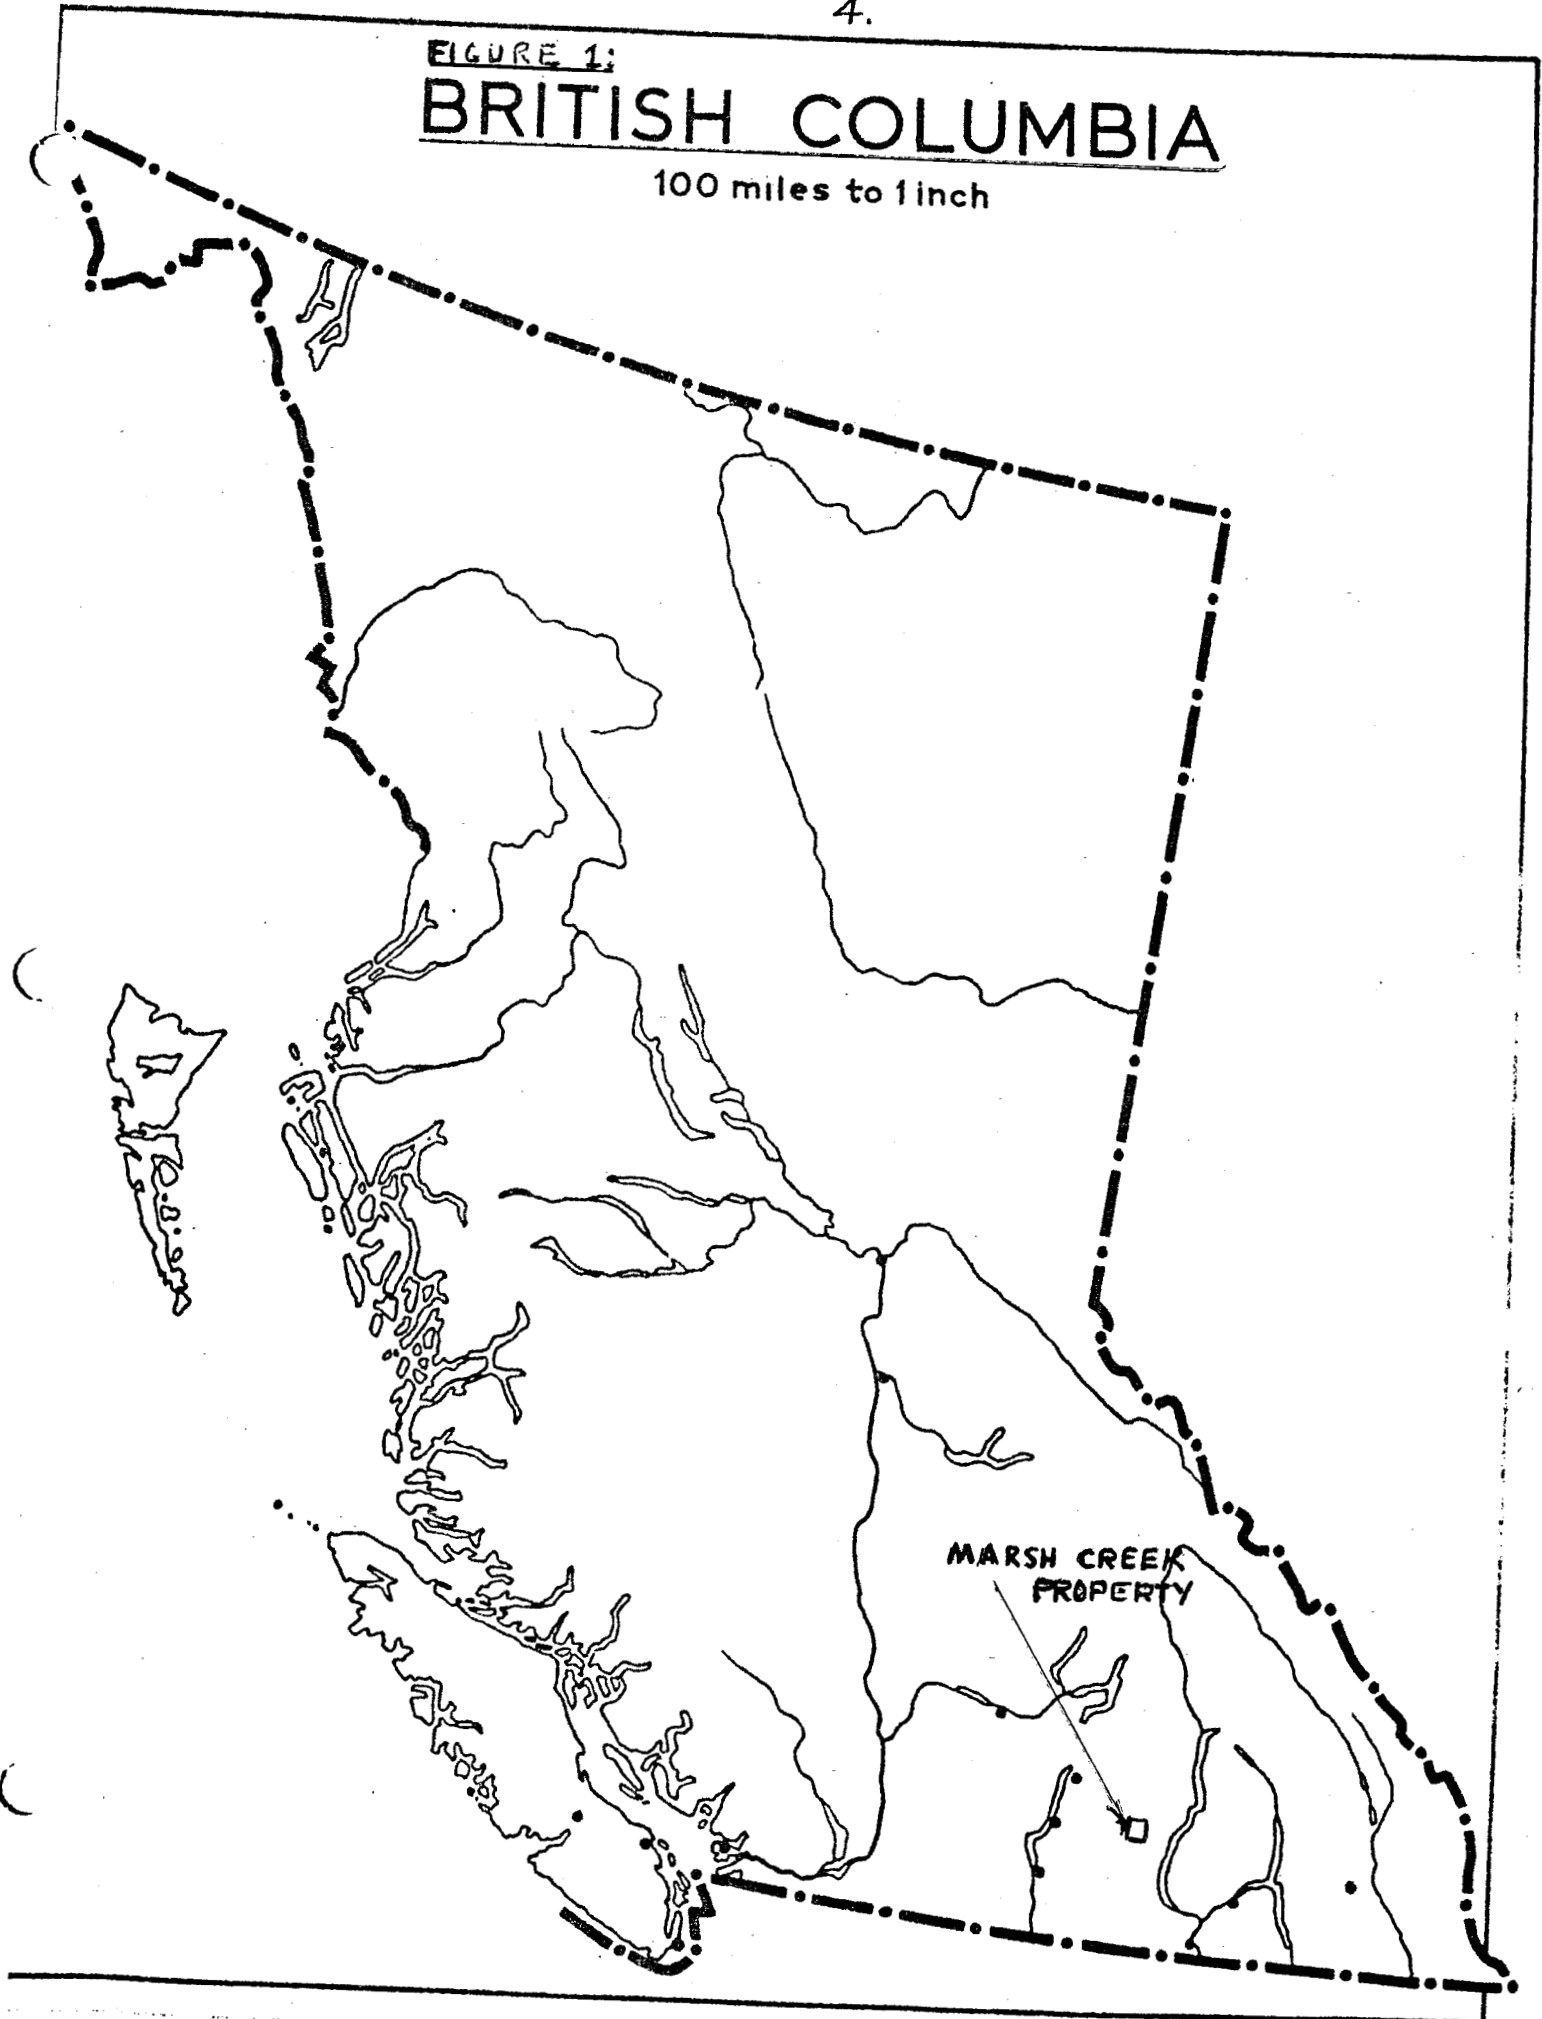 4.
FIGURE 1:
BRITISH COLUMBIA
100 miles to 1 inch
MARSH CREEK
PROPERTY